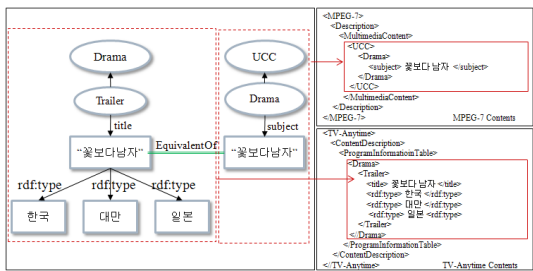 Drama
UCC
Trailer
Drama
title
subject
"꽃보다남자"
EquivalentOf
"꽃보다남자"
rdf:type
rdf:type
rdf:type
한국
대만
일본
<MPEG-7>
<Description>
<MultimediaContent>
<UCC>
<Drama>
<subject> 꽃보다 남자 </subject>
</Drama>
</UCC>
</MultimediaContent>
<Description>
</MPEG-7>
MPEG-7 Contents
<TV-Anytime>
<ContentDescription>
<ProgramInformatioinTable>
<Drama>
<Trailer>
<title> 꽃보다 남자 </title>
<rdf:type> 한국 <rdf:type>
<rdf:type> 대만 <rdf:type>
<rdf:type> 일본 <rdf:type>
</Trailer>
</Drama>
</ProgramInformationTable>
</ContentDescription>
</TV-Anytime>
TV-Anytime Contents